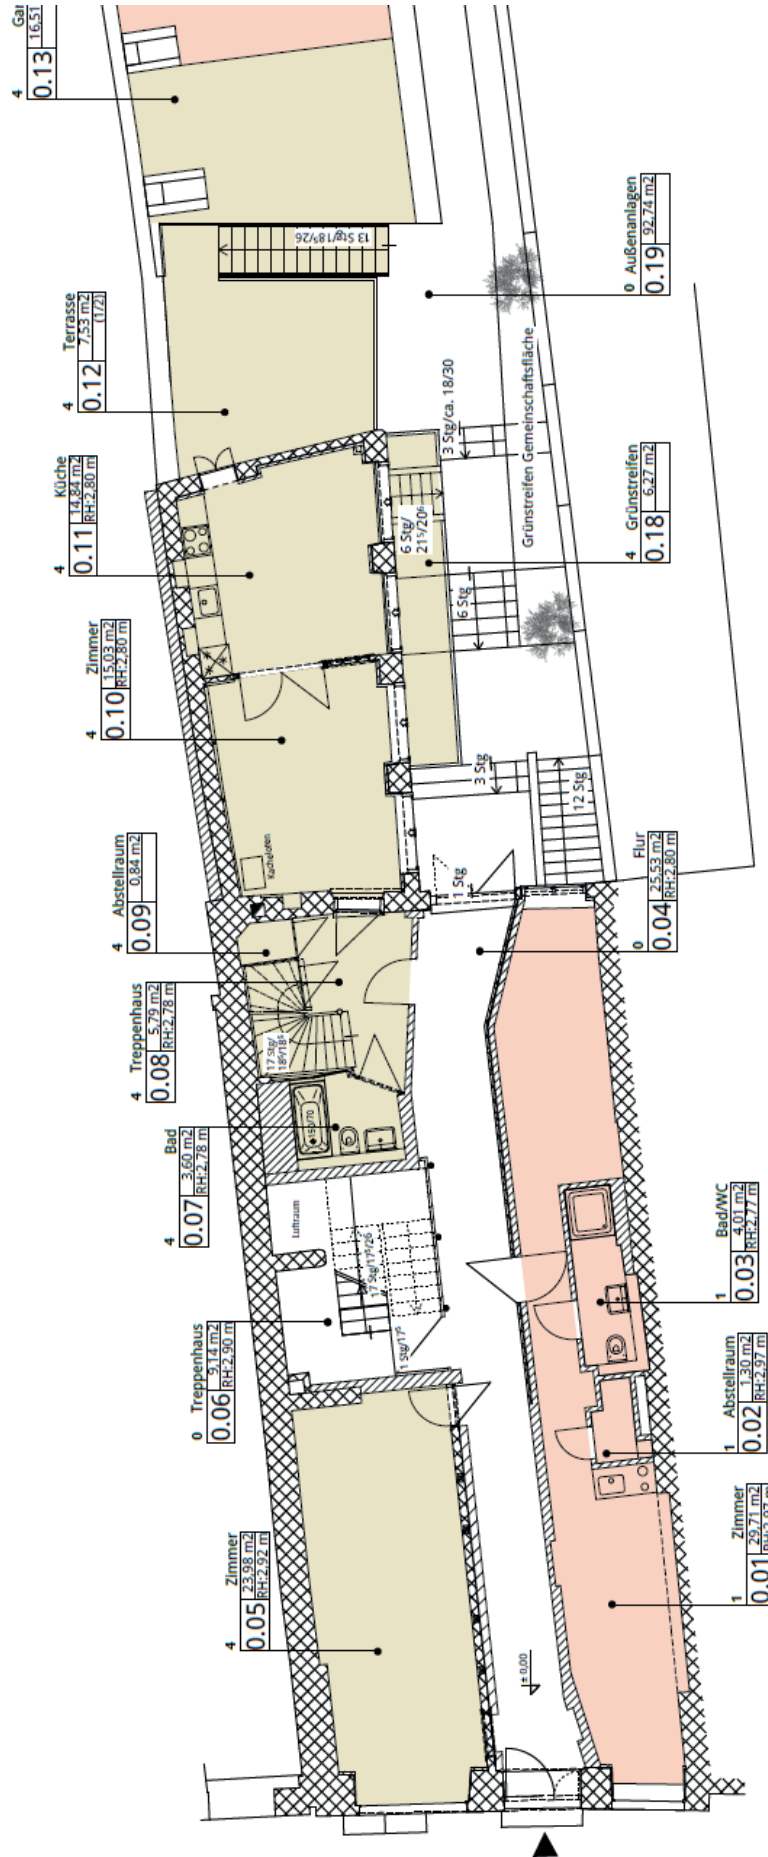 4
Gar
0.13
16,51
4
Terrasse
0.12
7,53 m2
(1/2)
4
Küche
0.11
14,84 m2
RH:2,80 m
4
Zimmer
0.10
15,03 m2
RH:2,80 m
4
Abstellraum
0.09
0,84 m2
4
Treppenhaus
0.08
5,79 m2
RH:2,78 m
4
Bad
0.07
3,60 m2
RH:2,78 m
0
Treppenhaus
0.06
9,14 m2
RH:2,90 m
4
Zimmer
0.05
23,98 m2
RH:2,92 m
13 Stg/18⁵/26
0
Außenanlagen
0.19
92,74 m2
3 Stg/ca. 18/30
Grünstreifen Gemeinschaftsfläche
4
Grünstreifen
0.18
6,27 m2
6 Stg/
21⁵/20⁶
6 Stg
3 Stg
12 Stg
1 Stg
Kachelofen
0
Flur
0.04
25,53 m2
RH:2,80 m
17 Stg/
18⁵/18⁵
150/70
Luftraum
17 Stg/17⁵/26
1 Stg/17⁵
1
Bad/WC
0.03
4,01 m2
RH:2,77 m
1
Abstellraum
0.02
1,30 m2
RH:2,97 m
1
Zimmer
0.01
29,71 m2
RH:2,97 m
± 0,00